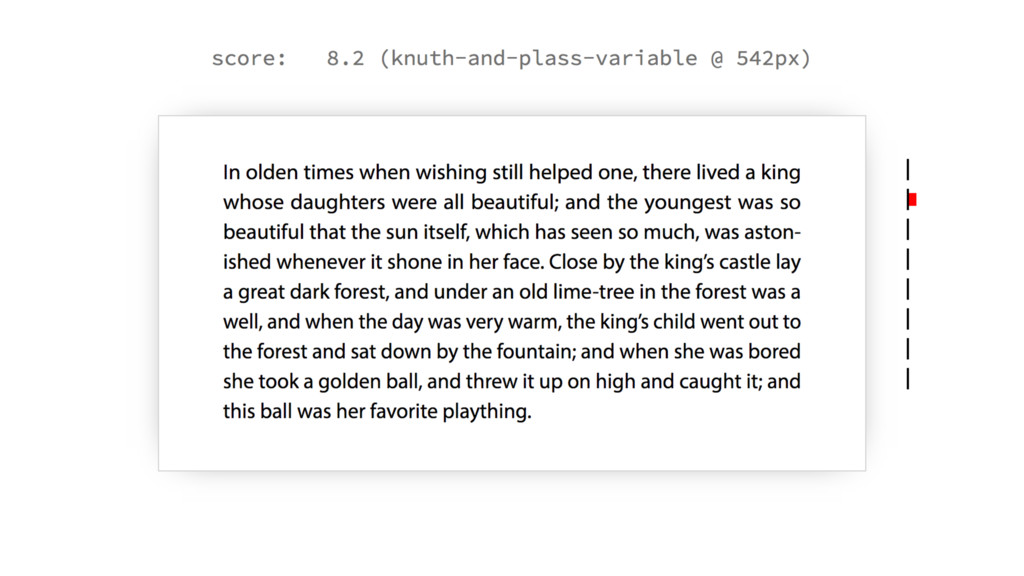 score: 8.2 (knuth-and-plass-variable @ 542px)
In olden times when wishing still helped one, there lived a king
whose daughters were all beautiful; and the youngest was so
beautiful that the sun itself, which has seen so much, was aston-
ished whenever it shone in her face. Close by the king’s castle lay
a great dark forest, and under an old lime-tree in the forest was a
well, and when the day was very warm, the king’s child went out to
the forest and sat down by the fountain; and when she was bored
she took a golden ball, and threw it up on high and caught it; and
this ball was her favorite plaything.